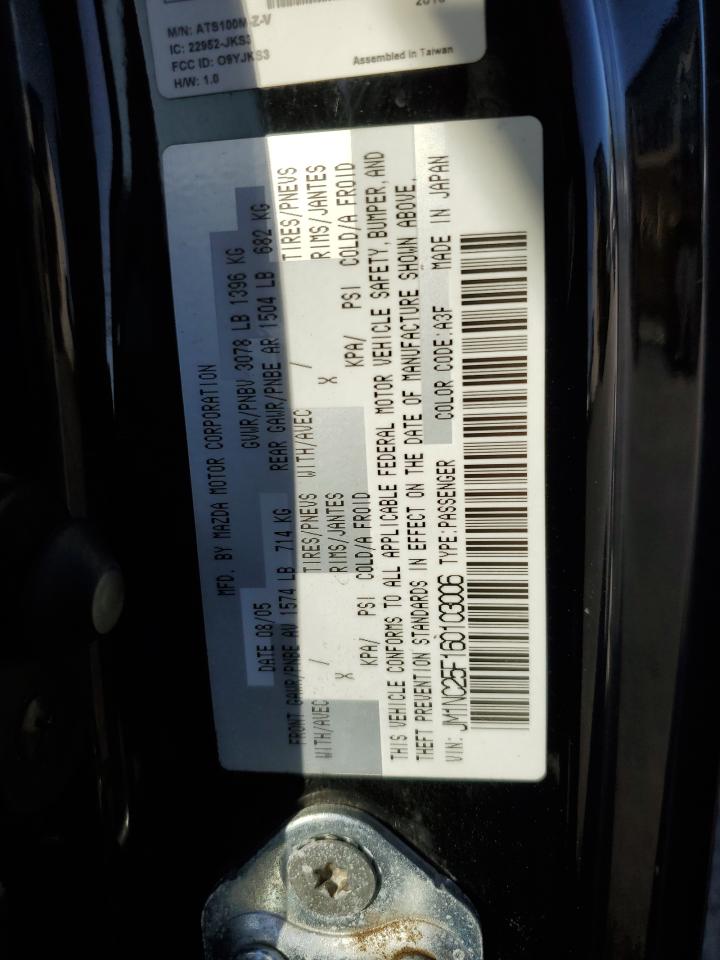 M/N: ATS100M-Z-V
IC: 22952-JKS3
FCC ID: O9YJKS3
H/W: 1.0
Assembled in Taiwan
MFD. BY MAZDA MOTOR CORPORATION
DATE 08/05 GVWR/PNBV 3078 LB 1396 KG
FRONT GAWR/PNBE AV 1574 LB 714 KG REAR GAWR/PNBE AR 1504 LB 682 KG
WITH/AVEC / TIRES/PNEUS WITH/AVEC / TIRES/PNEUS
X RIMS/JANTES X RIMS/JANTES
KPA/ PSI COLD/A FROID KPA/ PSI COLD/A FROID
THIS VEHICLE CONFORMS TO ALL APPLICABLE FEDERAL MOTOR VEHICLE SAFETY, BUMPER, AND
THEFT PREVENTION STANDARDS IN EFFECT ON THE DATE OF MANUFACTURE SHOWN ABOVE.
VIN: JM1NC25F160103006 TYPE:PASSENGER COLOR CODE:A3F MADE IN JAPAN